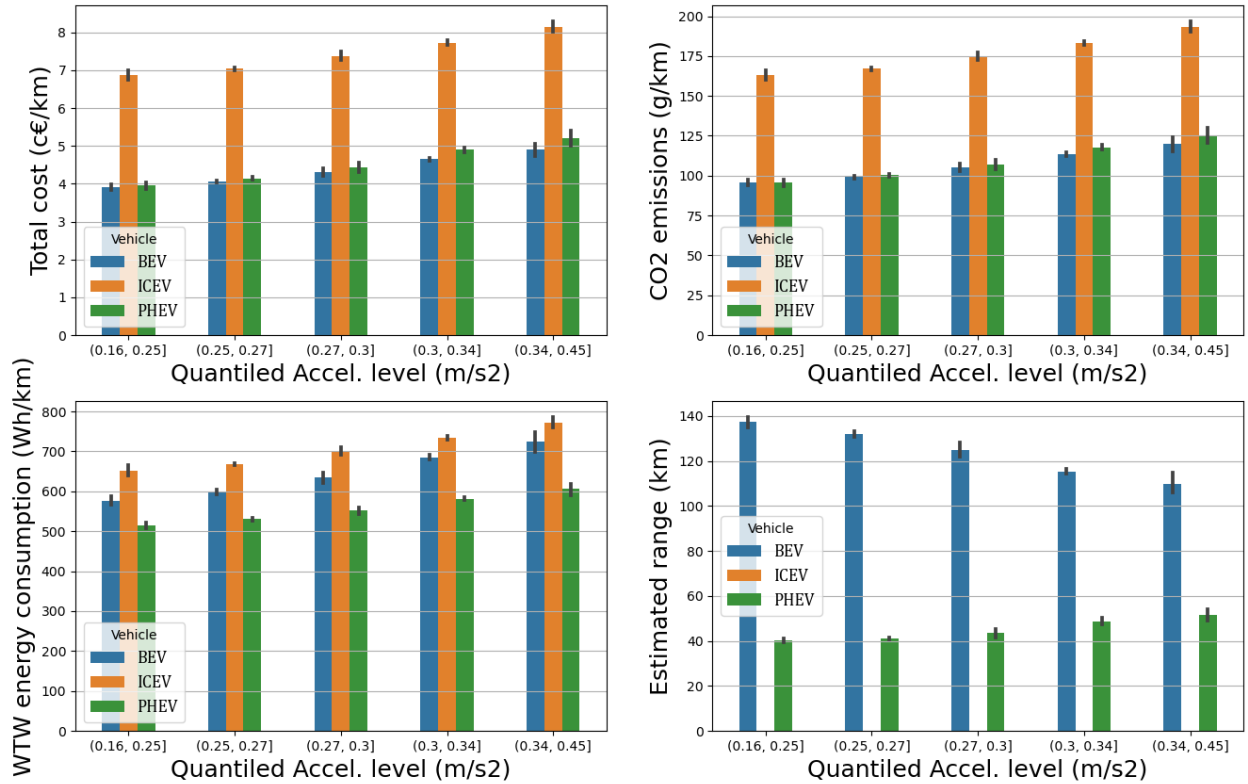 Total cost (c€/km)
8
7
6
5
4
3
2
1
0
Vehicle
BEV
ICEV
PHEV
(0.16, 0.25]
(0.25, 0.27]
(0.27, 0.3]
(0.3, 0.34]
(0.34, 0.45]
Quantiled Accel. level (m/s2)
CO2 emissions (g/km)
200
175
150
125
100
75
50
25
0
Vehicle
BEV
ICEV
PHEV
(0.16, 0.25]
(0.25, 0.27]
(0.27, 0.3]
(0.3, 0.34]
(0.34, 0.45]
Quantiled Accel. level (m/s2)
WTW energy consumption (Wh/km)
800
700
600
500
400
300
200
100
0
Vehicle
BEV
ICEV
PHEV
(0.16, 0.25]
(0.25, 0.27]
(0.27, 0.3]
(0.3, 0.34]
(0.34, 0.45]
Quantiled Accel. level (m/s2)
Estimated range (km)
140
120
100
80
60
40
20
0
Vehicle
BEV
ICEV
PHEV
(0.16, 0.25]
(0.25, 0.27]
(0.27, 0.3]
(0.3, 0.34]
(0.34, 0.45]
Quantiled Accel. level (m/s2)